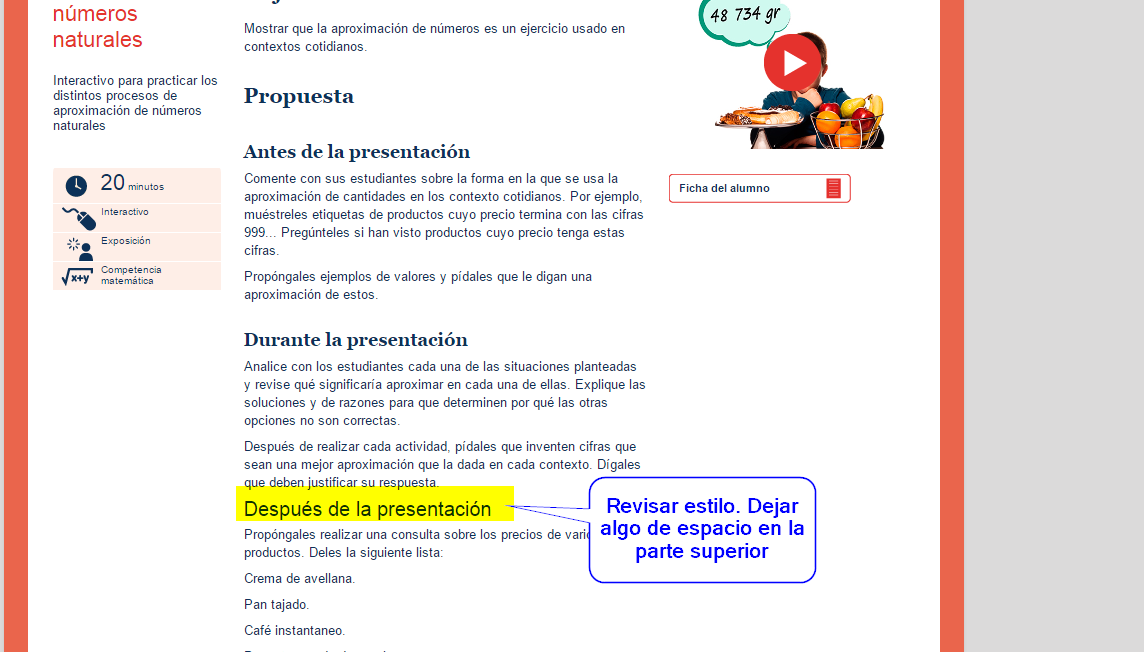 números
naturales
Interactivo para practicar los
distintos procesos de
aproximación de números
naturales
20 minutos
Interactivo
Exposición
√x+y
Competencia
matemática
Mostrar que la aproximación de números es un ejercicio usado en
contextos cotidianos.
Propuesta
Antes de la presentación
Comente con sus estudiantes sobre la forma en la que se usa la
aproximación de cantidades en los contexto cotidianos. Por ejemplo,
muéstreles etiquetas de productos cuyo precio termina con las cifras
999... Pregúnteles si han visto productos cuyo precio tenga estas
cifras.
Propóngales ejemplos de valores y pídales que le digan una
aproximación de estos.
Durante la presentación
Analice con los estudiantes cada una de las situaciones planteadas
y revise qué significaría aproximar en cada una de ellas. Explique las
soluciones y de razones para que determinen por qué las otras
opciones no son correctas.
Después de realizar cada actividad, pídales que inventen cifras que
sean una mejor aproximación que la dada en cada contexto. Dígales
que deben justificar su respuesta.
Después de la presentación
Propóngales realizar una consulta sobre los precios de
productos. Deles la siguiente lista:
Crema de avellana.
Pan tajado.
Café instantaneo.
48 734 gr
Ficha del alumno
Revisar estilo. Dejar
algo de espacio en la
parte superior